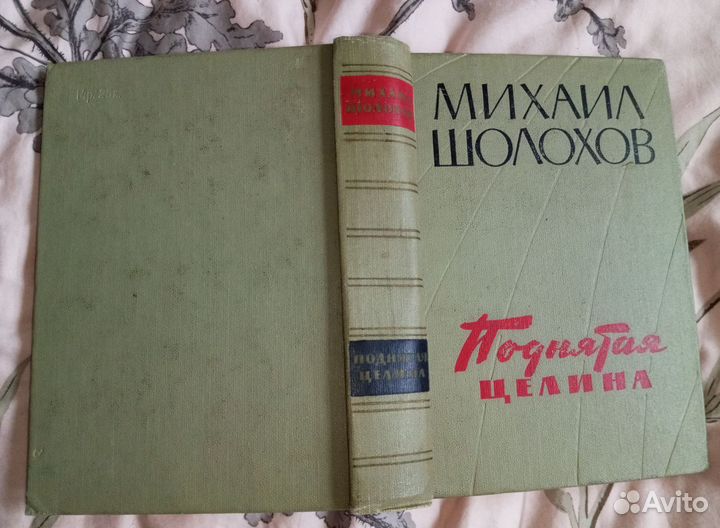 МИХАИЛ
ШОЛОХОВ
Поднятая
ЦЕЛИНА
МИХАИЛ
ШОЛОХОВ
ПОДНЯТАЯ
ЦЕЛИНА
Avito